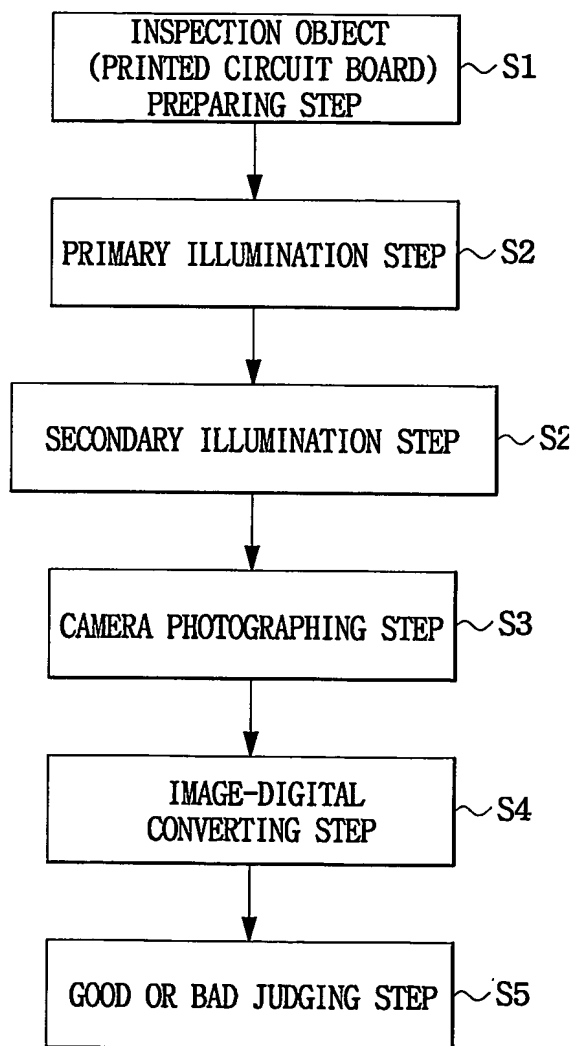 INSPECTION OBJECT
(PRINTED CIRCUIT BOARD)
PREPARING STEP
S1
PRIMARY ILLUMINATION STEP
S2
SECONDARY ILLUMINATION STEP
S2
CAMERA PHOTOGRAPHING STEP
S3
IMAGE-DIGITAL
CONVERTING STEP
S4
GOOD OR BAD JUDGING STEP
S5